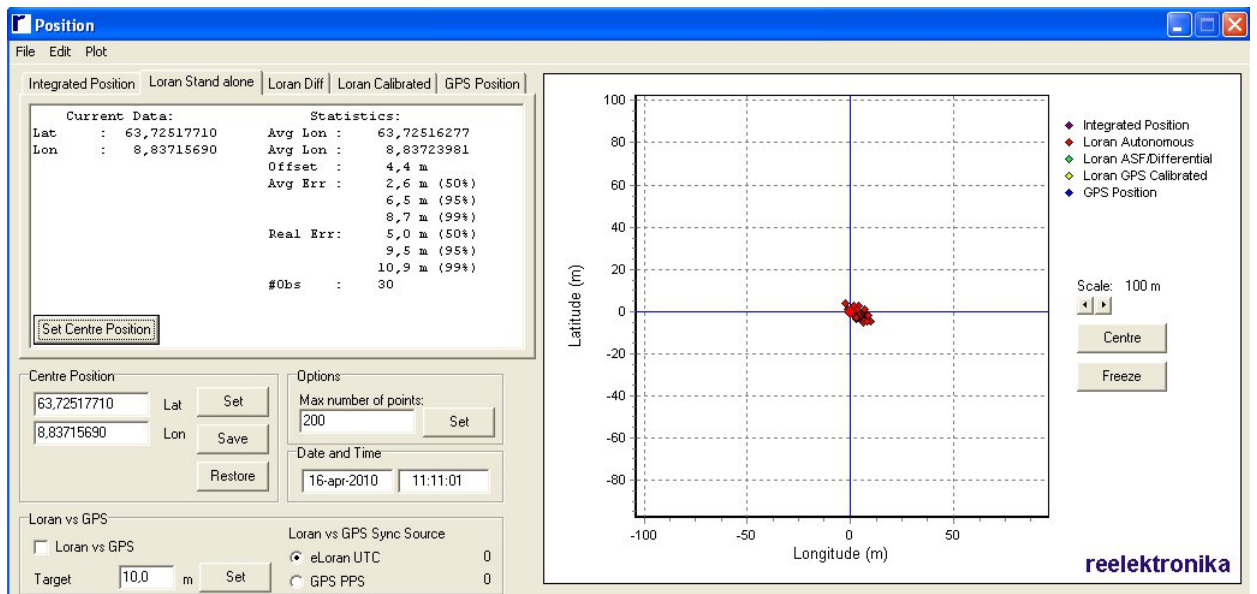 Position
File Edit Plot
Integrated Position Loran Stand alone Loran Diff Loran Calibrated GPS Position
Current Data: Statistics:
Lat : 63,72517710 Avg Lon : 63,72516277
Lon : 8,83715690 Avg Lon : 8,83723981
Offset : 4,4 m
Avg Err : 2,6 m (50%)
6,5 m (95%)
8,7 m (99%)
Real Err: 5,0 m (50%)
9,5 m (95%)
10,9 m (99%)
#Obs : 30
Set Centre Position
Centre Position
63,72517710 Lat Set
8,83715690 Lon Save
Restore
Options
Max number of points:
200 Set
Date and Time
16-apr-2010 11:11:01
Loran vs GPS
Loran vs GPS
Target 10,0 m Set
Loran vs GPS Sync Source
eLoran UTC 0
GPS PPS 0
100
80
60
40
20
0
-20
-40
-60
-80
Latitude (m)
-100 -50 0 50
Longitude (m)
Integrated Position
Loran Autonomous
Loran ASF/Differential
Loran GPS Calibrated
GPS Position
Scale: 100 m
Centre
Freeze
reelektronika